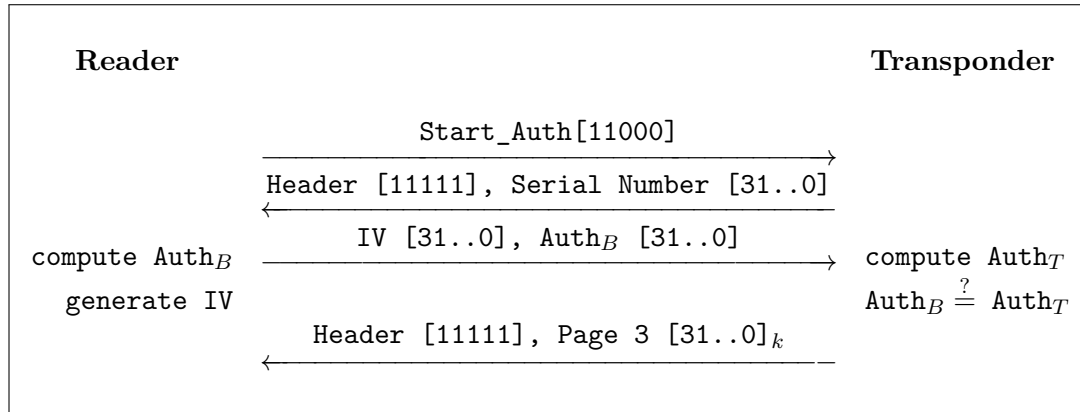 Reader Transponder
Start_Auth[11000]
Header [11111], Serial Number [31..0]
IV [31..0], Auth_B [31..0]
compute Auth_B compute Auth_T
generate IV Auth_B ?= Auth_T
Header [11111], Page 3 [31..0]_k